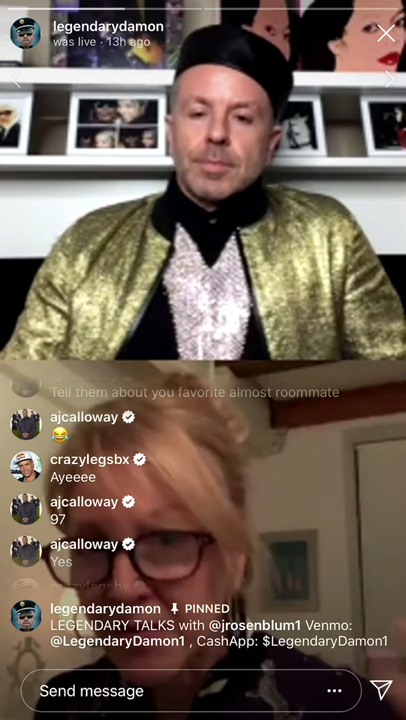 legendarydamon
was live · 13h ago
Tell them about you favorite almost roommate
ajcalloway
😂
crazylegsbx
Ayeeee
ajcalloway
97
ajcalloway
Yes
crazylegsbx
legendarydamon PINNED
LEGENDARY TALKS with @jrosenblum1 Venmo:
@LegendaryDamon1 , CashApp: $LegendaryDamon1
Send message